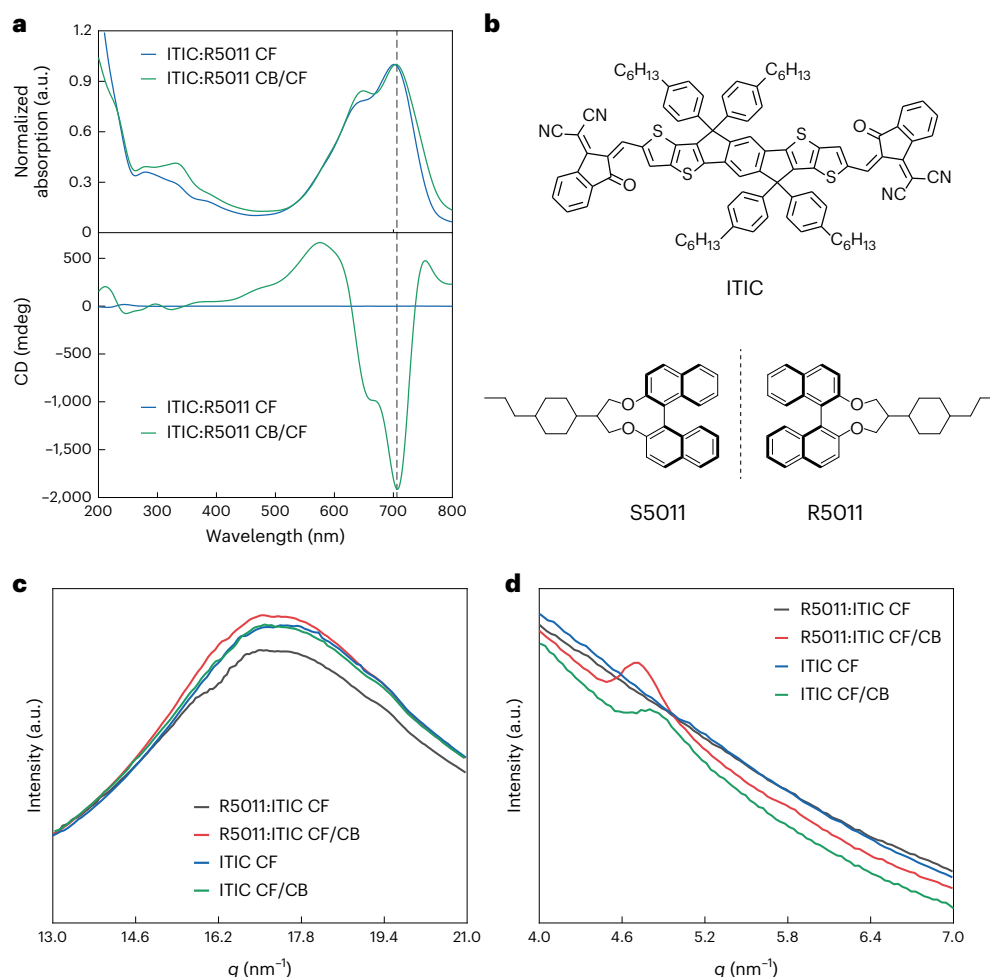 a
Normalized
absorption (a.u.)
1.2
0.9
0.6
0.3
0
ITIC:R5011 CF
ITIC:R5011 CB/CF
CD (mdeg)
500
0
–500
–1,000
–1,500
–2,000
ITIC:R5011 CF
ITIC:R5011 CB/CF
200 300 400 500 600 700 800
Wavelength (nm)
b
C6H13 C6H13
CN
NC
S S
O
O
S S
CN
NC
C6H13 C6H13
ITIC
O O
O O
S5011 R5011
c
Intensity (a.u.)
R5011:ITIC CF
R5011:ITIC CF/CB
ITIC CF
ITIC CF/CB
13.0 14.6 16.2 17.8 19.4 21.0
q (nm⁻¹)
d
Intensity (a.u.)
R5011:ITIC CF
R5011:ITIC CF/CB
ITIC CF
ITIC CF/CB
4.0 4.6 5.2 5.8 6.4 7.0
q (nm⁻¹)